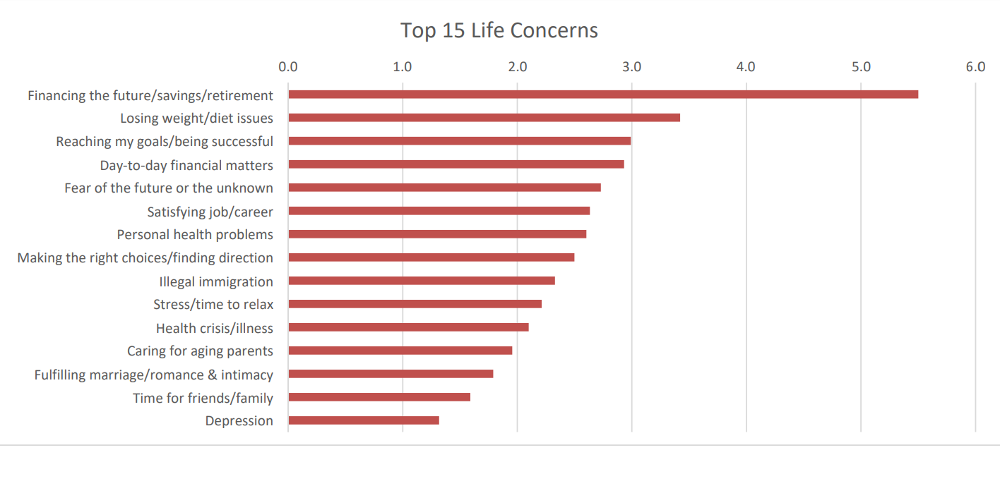 Top 15 Life Concerns
0.0 1.0 2.0 3.0 4.0 5.0 6.0
Financing the future/savings/retirement
Losing weight/diet issues
Reaching my goals/being successful
Day-to-day financial matters
Fear of the future or the unknown
Satisfying job/career
Personal health problems
Making the right choices/finding direction
Illegal immigration
Stress/time to relax
Health crisis/illness
Caring for aging parents
Fulfilling marriage/romance & intimacy
Time for friends/family
Depression